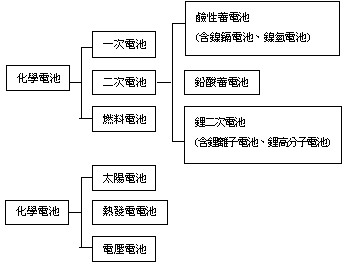 化學電池
一次電池
二次電池
燃料電池
鹼性蓄電池
(含鎳鎘電池、鎳氫電池)
鉛酸蓄電池
鋰二次電池
(含鋰離子電池、鋰高分子電池)
化學電池
太陽電池
熱發電電池
電壓電池